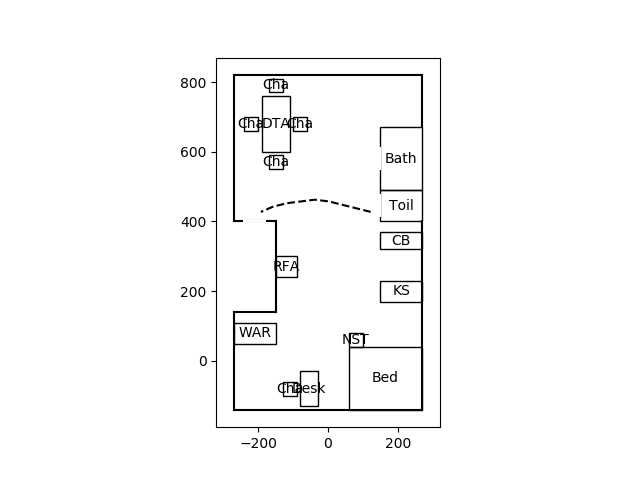 800
600
400
200
0
−200
0
200
Cha
Cha
DTA
Cha
Cha
Bath
Toil
CB
RFA
KS
WAR
NST
Bed
Cha
Desk